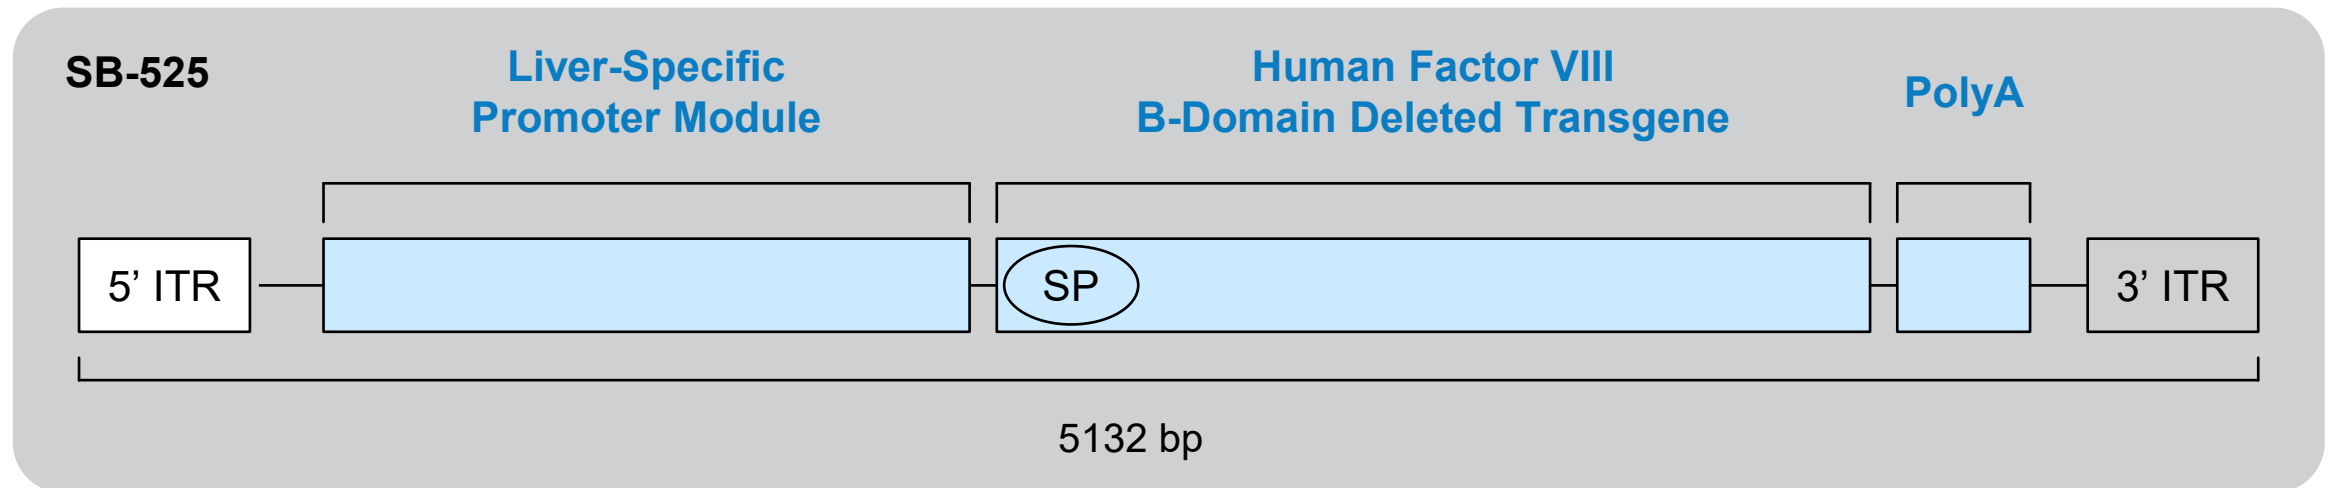 SB-525
Liver-Specific
Promoter Module
Human Factor VIII
B-Domain Deleted Transgene
PolyA
5’ ITR
SP
3’ ITR
5132 bp